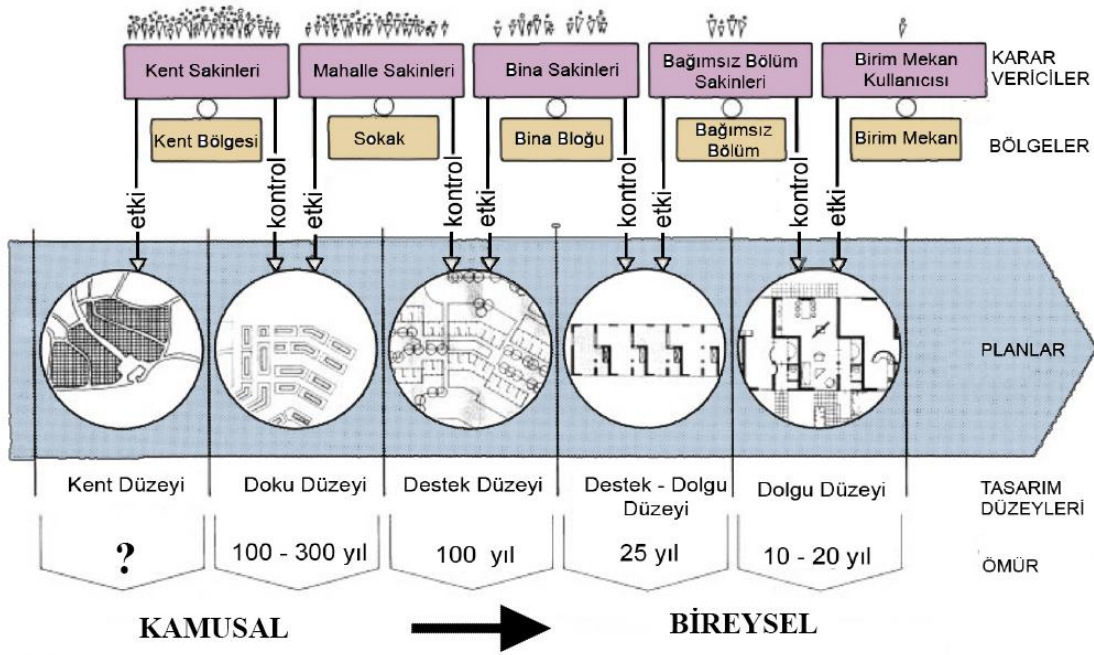 Kent Sakinleri
Mahalle Sakinleri
Bina Sakinleri
Bağımsız Bölüm
Sakinleri
Birim Mekan
Kullanıcısı
KARAR
VERİCİLER
Kent Bölgesi
Sokak
Bina Bloğu
Bağımsız
Bölüm
Birim Mekan
BÖLGELER
etki
kontrol
etki
kontrol
etki
kontrol
etki
kontrol
etki
PLANLAR
Kent Düzeyi
Doku Düzeyi
Destek Düzeyi
Destek - Dolgu
Düzeyi
Dolgu Düzeyi
TASARIM
DÜZEYLERİ
?
100 - 300 yıl
100 yıl
25 yıl
10 - 20 yıl
ÖMÜR
KAMUSAL
BİREYSEL